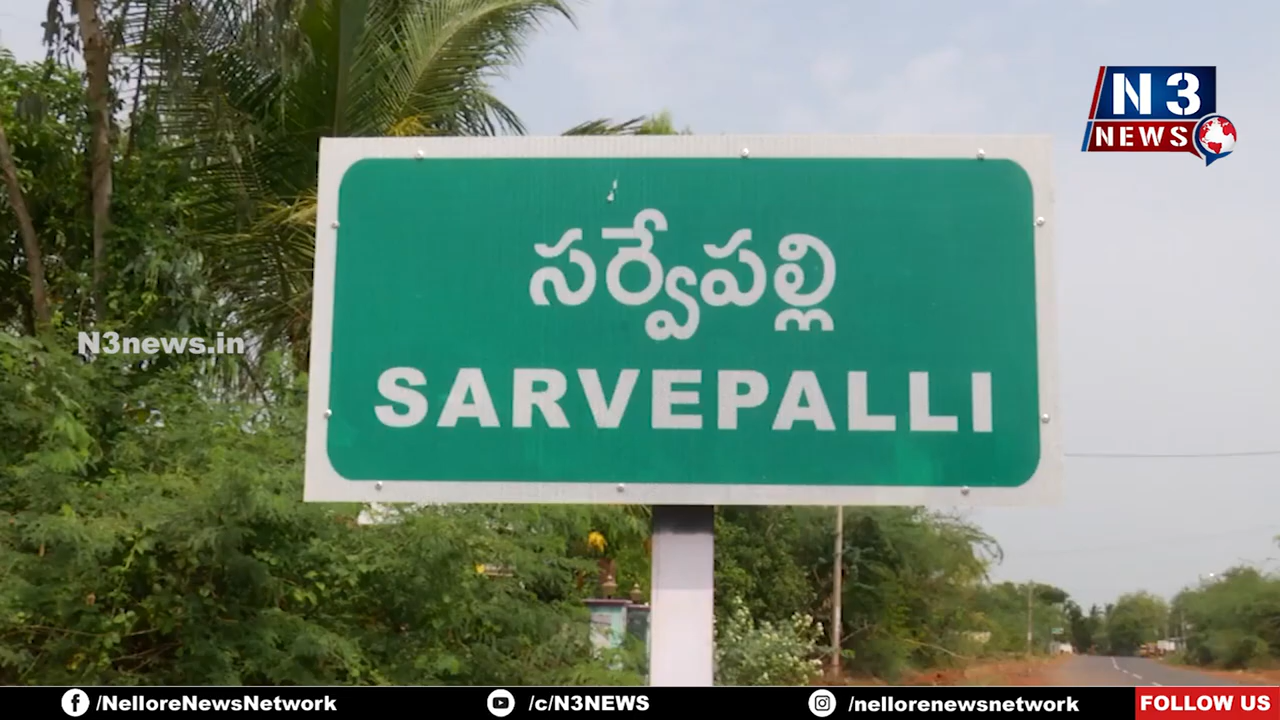 N3
NEWS
సర్వేపల్లి
N3news.in
SARVEPALLI
/NelloreNewsNetwork
/c/N3NEWS
/nellorenewsnetwork
FOLLOW US